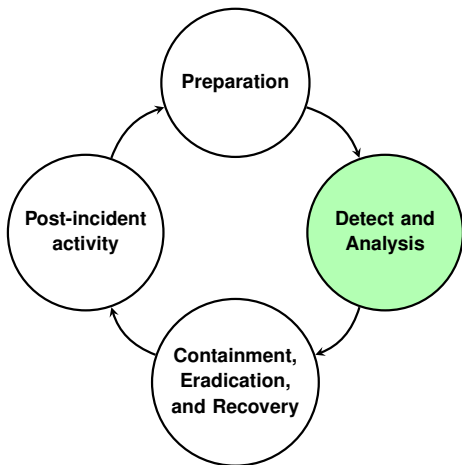 Preparation
Post-incident
activity
Detect and
Analysis
Containment,
Eradication,
and Recovery